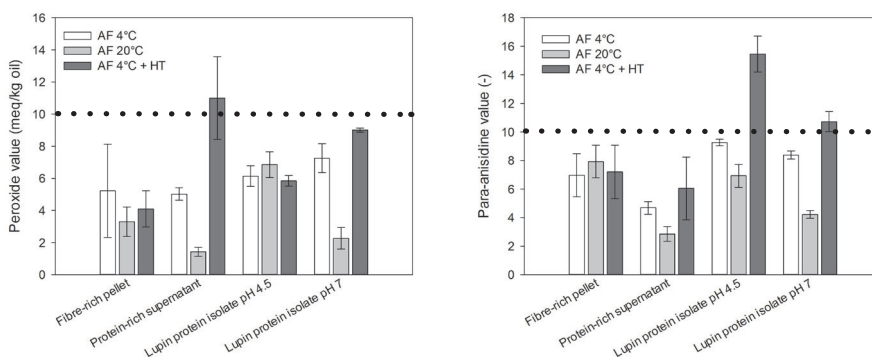 Peroxide value (meq/kg oil)
16
14
12
10
8
6
4
2
0
AF 4°C
AF 20°C
AF 4°C + HT
Fibre-rich pellet
Protein-rich supernatant
Lupin protein isolate pH 4.5
Lupin protein isolate pH 7
Para-anisidine value (-)
18
16
14
12
10
8
6
4
2
0
AF 4°C
AF 20°C
AF 4°C + HT
Fibre-rich pellet
Protein-rich supernatant
Lupin protein isolate pH 4.5
Lupin protein isolate pH 7